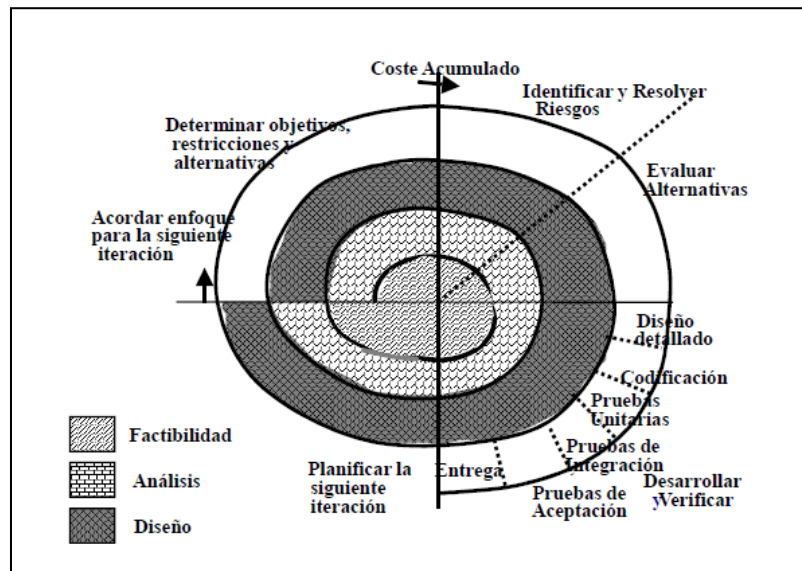 Coste Acumulado
Identificar y Resolver
Riesgos
Determinar objetivos,
restricciones y
alternativas
Evaluar
Alternativas
Acordar enfoque
para la siguiente
iteración
Diseño
detallado
Codificación
Pruebas
Unitarias
Pruebas de
Integración
Desarrollar
y Verificar
Pruebas de
Aceptación
Entrega
Planificar la
siguiente
iteración
Factibilidad
Análisis
Diseño